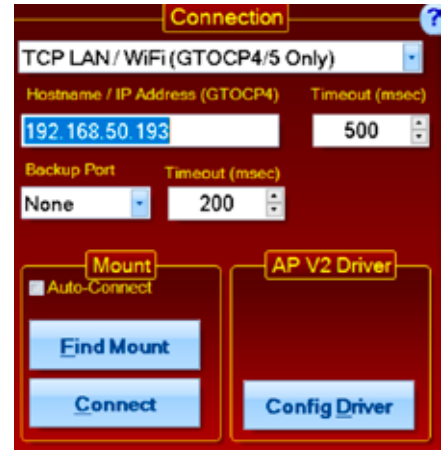 Connection
?
TCP LAN / WiFi (GTOCP4/5 Only)
Hostname / IP Address (GTOCP4) Timeout (msec)
192.168.50.193 500
Backup Port Timeout (msec)
None 200
Mount AP V2 Driver
Auto-Connect
Find Mount
Connect Config Driver